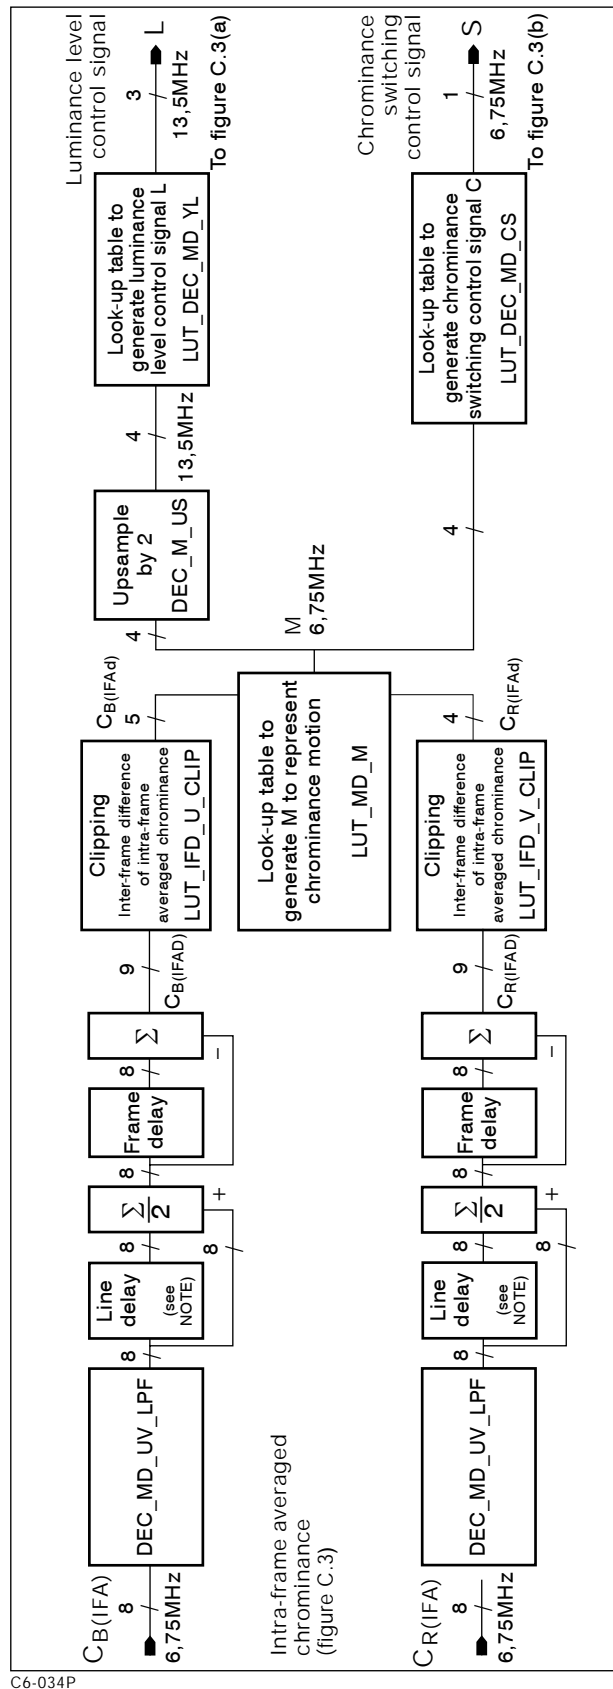 C B(IFA)
8
6,75MHz
DEC_MD_UV_LPF
8
Line
delay
(see
NOTE)
8
8
+
Σ
2
8
Frame
delay
8
−
Σ
9
C B(IFAD)
Clipping
Inter-frame difference
of intra-frame
averaged chrominance
LUT_IFD_U_CLIP
C B(IFAd)
5
4
Upsample
by 2
DEC_M_US
4
13,5MHz
Look-up table to
generate luminance
level control signal L
LUT_DEC_MD_YL
Luminance level
control signal
3
13,5MHz
L
To figure C.3(a)
Intra-frame averaged
chrominance
(figure C.3)
Look-up table to
generate M to represent
chrominance motion
LUT_MD_M
M
6,75MHz
C R(IFA)
8
6,75MHz
DEC_MD_UV_LPF
8
Line
delay
(see
NOTE)
8
8
+
Σ
2
8
Frame
delay
8
−
Σ
9
C R(IFAD)
Clipping
Inter-frame difference
of intra-frame
averaged chrominance
LUT_IFD_V_CLIP
4
C R(IFAd)
4
Look-up table to
generate chrominance
switching control signal C
LUT_DEC_MD_CS
Chrominance
switching
control signal
1
6,75MHz
S
To figure C.3(b)
C6-034P